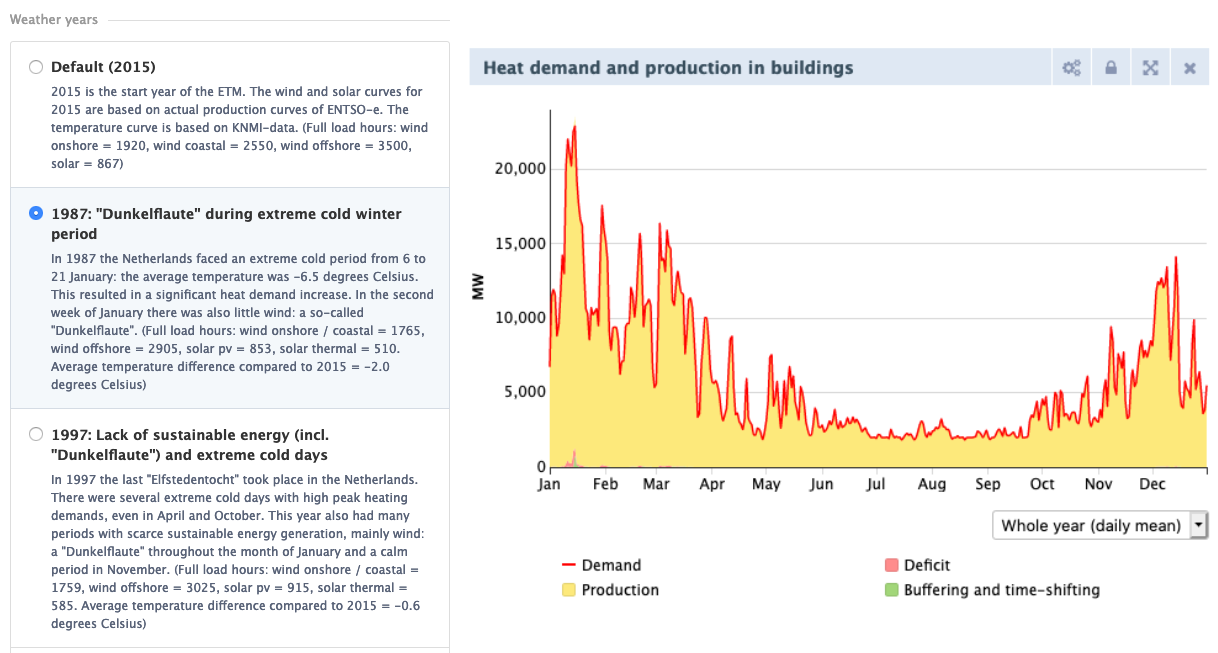 Weather years
Default (2015)
2015 is the start year of the ETM. The wind and solar curves for
2015 are based on actual production curves of ENTSO-e. The
temperature curve is based on KNMI-data. (Full load hours: wind
onshore = 1920, wind coastal = 2550, wind offshore = 3500,
solar = 867)
1987: "Dunkelflaute" during extreme cold winter
period
In 1987 the Netherlands faced an extreme cold period from 6 to
21 January: the average temperature was -6.5 degrees Celsius.
This resulted in a significant heat demand increase. In the second
week of January there was also little wind: a so-called
"Dunkelflaute". (Full load hours: wind onshore / coastal = 1765,
wind offshore = 2905, solar pv = 853, solar thermal = 510.
Average temperature difference compared to 2015 = -2.0
degrees Celsius)
1997: Lack of sustainable energy (incl.
"Dunkelflaute") and extreme cold days
In 1997 the last "Elfstedentocht" took place in the Netherlands.
There were several extreme cold days with high peak heating
demands, even in April and October. This year also had many
periods with scarce sustainable energy generation, mainly wind:
a "Dunkelflaute" throughout the month of January and a calm
period in November. (Full load hours: wind onshore / coastal =
1759, wind offshore = 3025, solar pv = 915, solar thermal =
585. Average temperature difference compared to 2015 = -0.6
degrees Celsius)
Heat demand and production in buildings
MW
20,000
15,000
10,000
5,000
0
Jan Feb Mar Apr May Jun Jul Aug Sep Oct Nov Dec
Whole year (daily mean)
Demand
Deficit
Production
Buffering and time-shifting